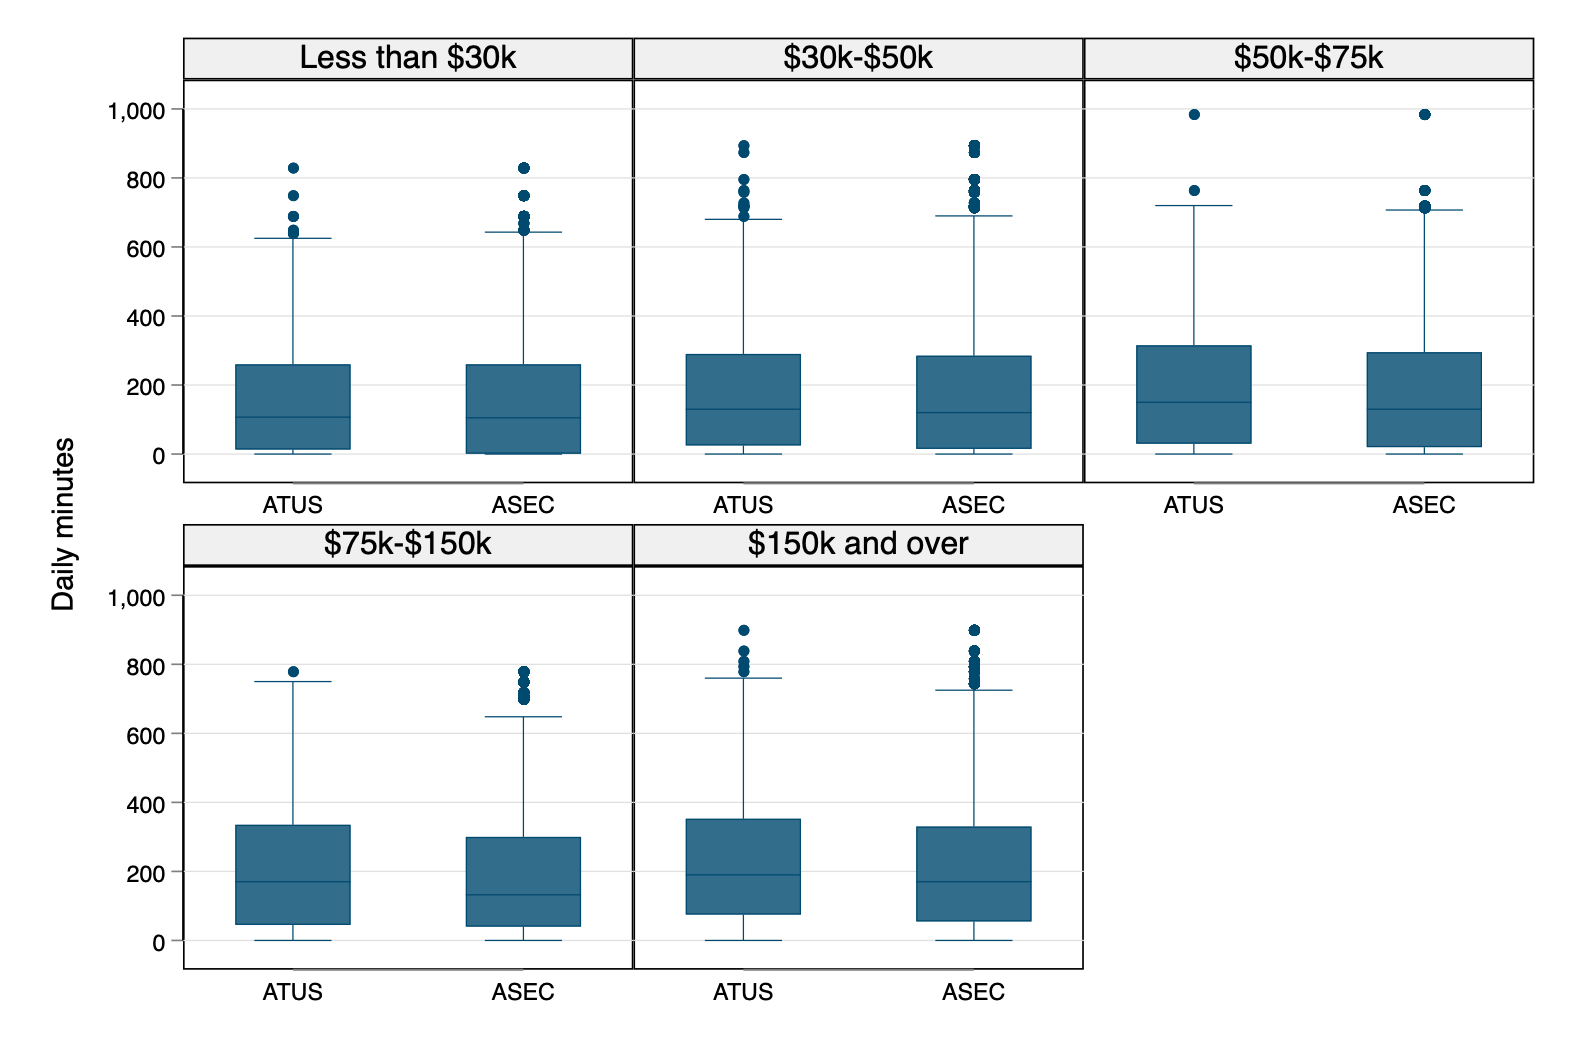 Less than $30k
$30k-$50k
$50k-$75k
1,000
800
600
400
200
0
ATUS
ASEC
ATUS
ASEC
ATUS
ASEC
Daily minutes
$75k-$150k
$150k and over
1,000
800
600
400
200
0
ATUS
ASEC
ATUS
ASEC